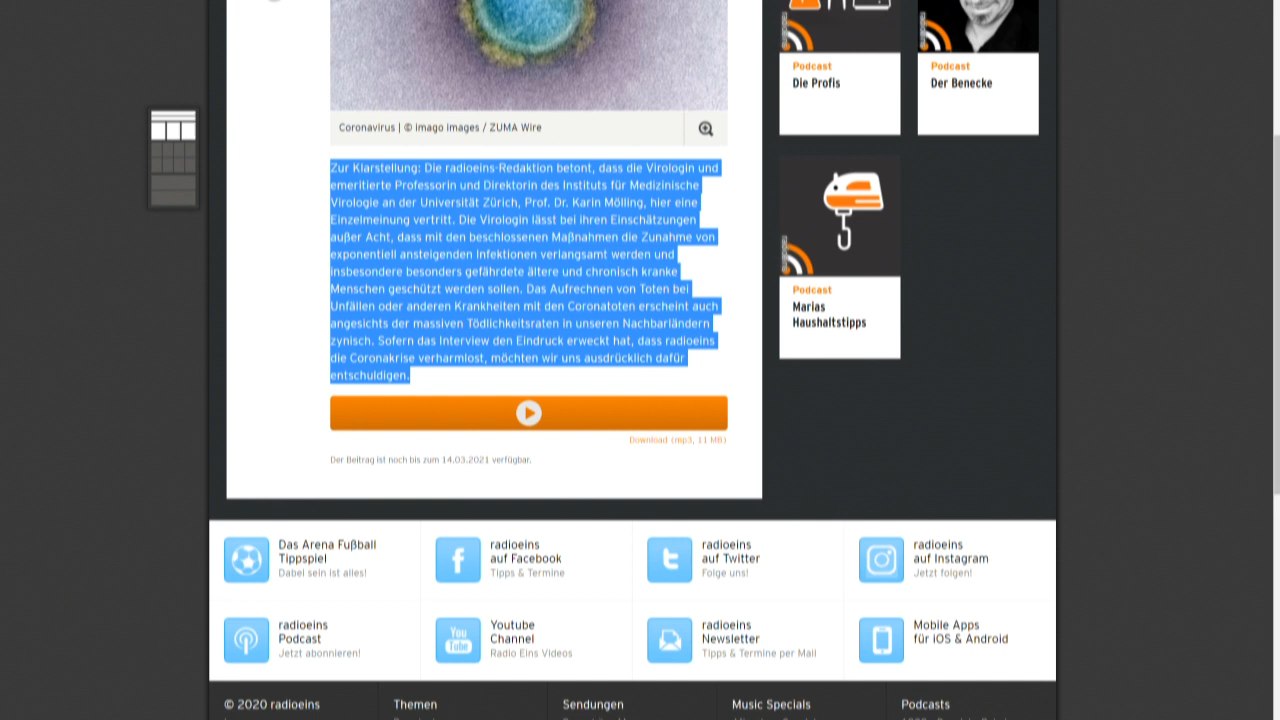 Coronavirus | © imago images / ZUMA Wire
Zur Klarstellung: Die radioeins-Redaktion betont, dass die Virologin und
emeritierte Professorin und Direktorin des Instituts für Medizinische
Virologie an der Universität Zürich, Prof. Dr. Karin Mölling, hier eine
Einzelmeinung vertritt. Die Virologin lässt bei ihren Einschätzungen
außer Acht, dass mit den beschlossenen Maßnahmen die Zunahme von
exponentiell ansteigenden Infektionen verlangsamt werden und
insbesondere besonders gefährdete ältere und chronisch kranke
Menschen geschützt werden sollen. Das Aufrechnen von Toten bei
Unfällen oder anderen Krankheiten mit den Coronatoten erscheint auch
angesichts der massiven Tödlichkeitsraten in unseren Nachbarländern
zynisch. Sofern das Interview den Eindruck erweckt hat, dass radioeins
die Coronakrise verharmlost, möchten wir uns ausdrücklich dafür
entschuldigen.
Download (mp3, 11 MB)
Der Beitrag ist noch bis zum 14.03.2021 verfügbar.
Podcast
Die Profis
Podcast
Der Benecke
Podcast
Marias
Haushaltstipps
Das Arena Fußball
Tippspiel
Dabei sein ist alles!
radioeins
auf Facebook
Tipps & Termine
radioeins
auf Twitter
Folge uns!
radioeins
auf Instagram
Jetzt folgen!
radioeins
Podcast
Jetzt abonnieren!
You
Tube
Youtube
Channel
Radio Eins Videos
radioeins
Newsletter
Tipps & Termine per Mail
Mobile Apps
für iOS & Android
© 2020 radioeins
Themen
Sendungen
Music Specials
Podcasts